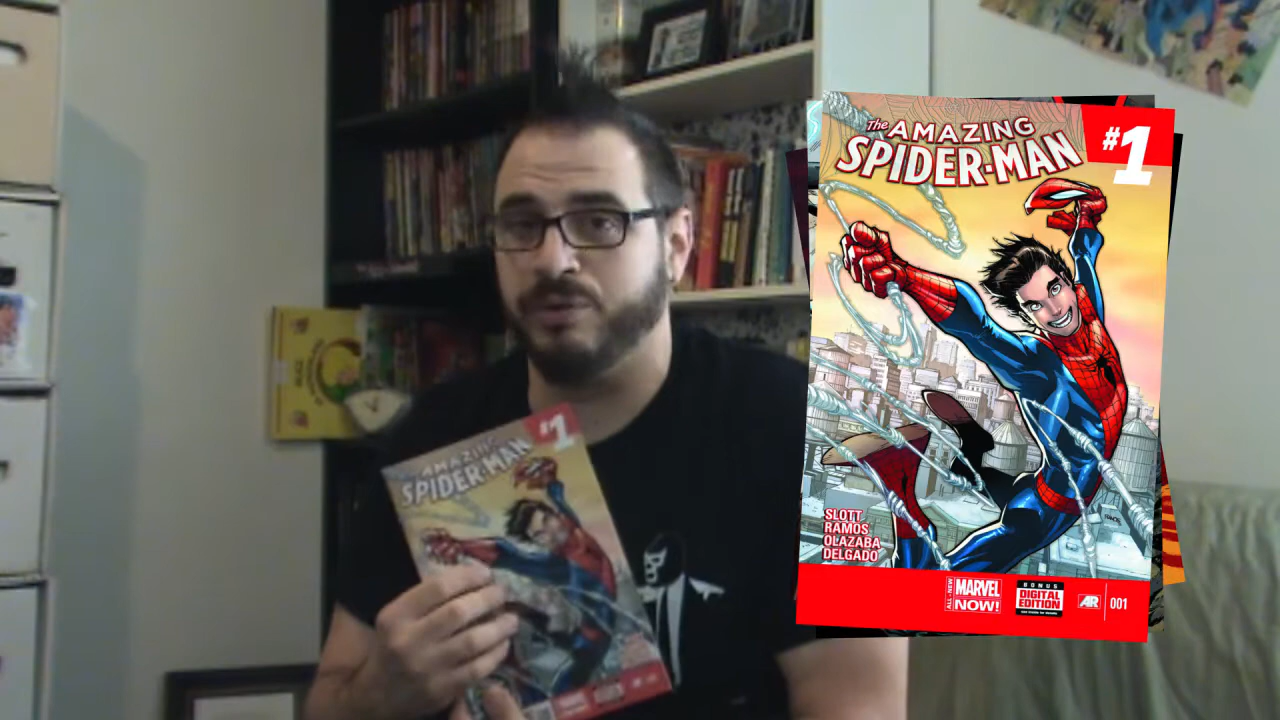 The AMAZING
SPIDER-MAN
#1
SLOTT
RAMOS
OLAZABA
DELGADO
ALL-NEW
MARVEL
NOW!
BONUS
DIGITAL
EDITION
AR
001
#1
AMAZING
SPIDER-MAN